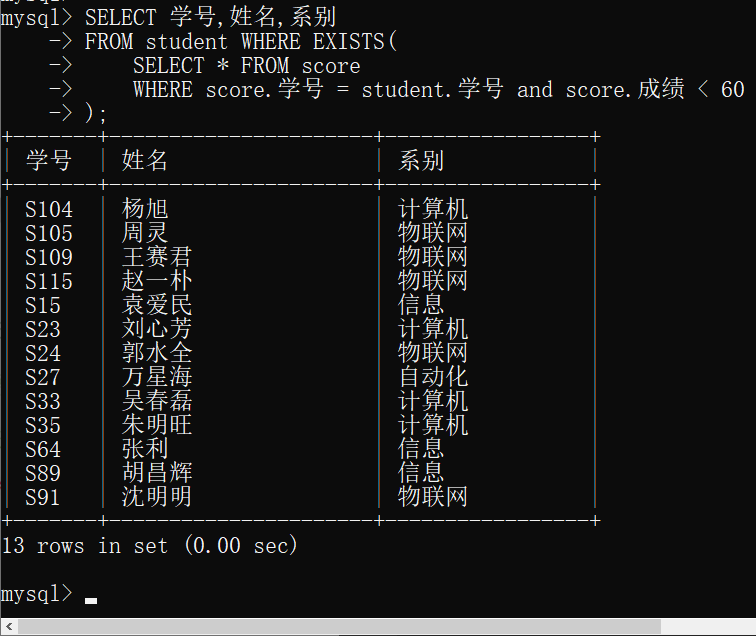 mysql> SELECT 学号,姓名,系别
-> FROM student WHERE EXISTS(
-> SELECT * FROM score
-> WHERE score.学号 = student.学号 and score.成绩 < 60
-> );
+-------+----------------------+-----------------+
| 学号 | 姓名 | 系别 |
+-------+----------------------+-----------------+
| S104 | 杨旭 | 计算机 |
| S105 | 周灵 | 物联网 |
| S109 | 王赛君 | 物联网 |
| S115 | 赵一朴 | 物联网 |
| S15 | 袁爱民 | 信息 |
| S23 | 刘心芳 | 计算机 |
| S24 | 郭水全 | 物联网 |
| S27 | 万星海 | 自动化 |
| S33 | 吴春磊 | 计算机 |
| S35 | 朱明旺 | 计算机 |
| S64 | 张利 | 信息 |
| S89 | 胡昌辉 | 信息 |
| S91 | 沈明明 | 物联网 |
+-------+----------------------+-----------------+
13 rows in set (0.00 sec)
mysql>